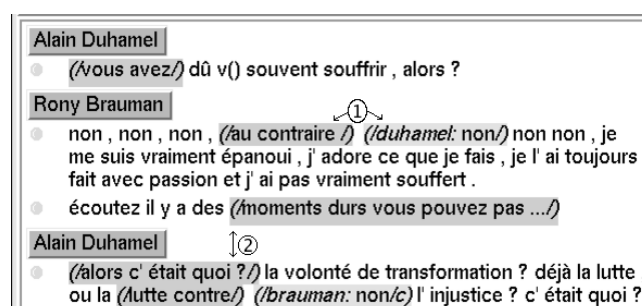 Alain Duhamel
(/vous avez/) dû v() souvent souffrir , alors ?
Rony Brauman
①
non , non , non , (/au contraire /) (/duhamel: non/) non non , je
me suis vraiment épanoui , j' adore ce que je fais , je l' ai toujours
fait avec passion et j' ai pas vraiment souffert .
écoutez il y a des (/moments durs vous pouvez pas .../)
Alain Duhamel
②
(/alors c' était quoi ?/) la volonté de transformation ? déjà la lutte
ou la (/lutte contre/) (/brauman: non/c) l' injustice ? c' était quoi ?